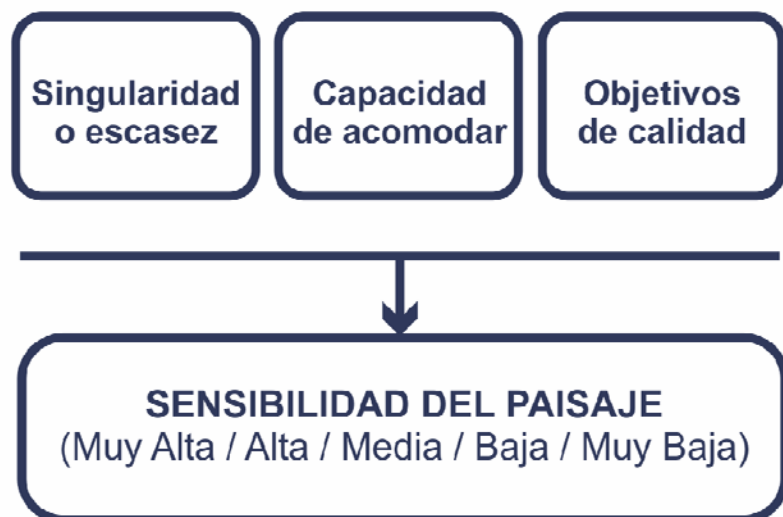 Singularidad
o escasez
Capacidad
de acomodar
Objetivos
de calidad
SENSIBILIDAD DEL PAISAJE
(Muy Alta / Alta / Media / Baja / Muy Baja)